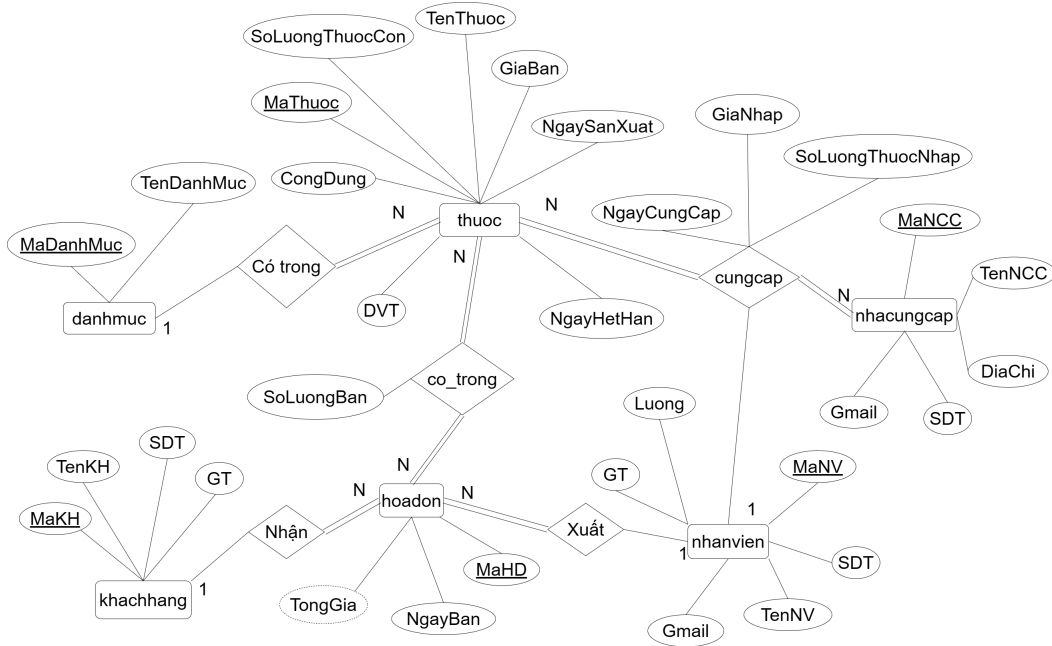 TenThuoc
SoLuongThuocCon
GiaBan
MaThuoc
NgaySanXuat
GiaNhap
SoLuongThuocNhap
CongDung
TenDanhMuc
N
N
NgayCungCap
thuoc
MaNCC
MaDanhMuc
N
Có trong
cungcap
TenNCC
DVT
N
NgayHetHan
nhacungcap
danhmuc
1
co_trong
DiaChi
SoLuongBan
Luong
Gmail
SDT
SDT
TenKH
N
GT
GT
MaNV
N
N
hoadon
MaKH
1
Nhận
Xuất
nhanvien
1
SDT
MaHD
1
khachhang
TongGia
NgayBan
TenNV
Gmail